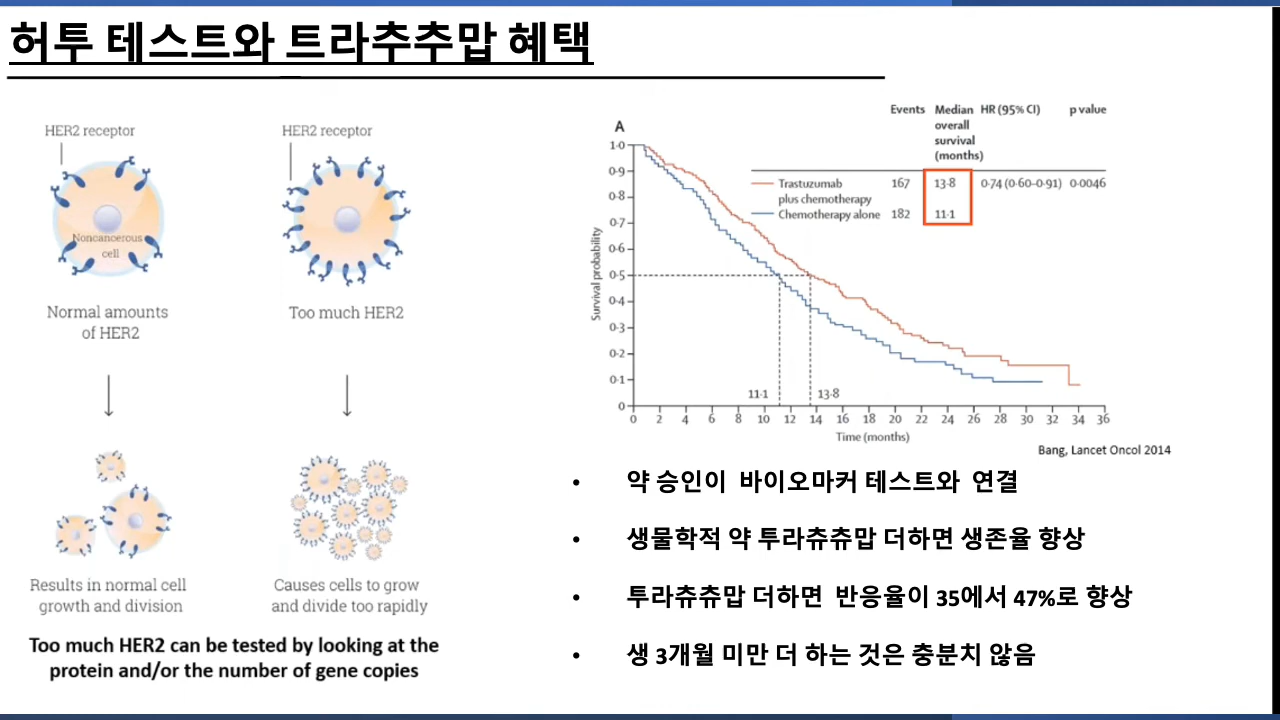 허투 테스트와 트라추추맙 혜택
HER2 receptor
HER2 receptor
Noncancerous
cell
Normal amounts
of HER2
Too much HER2
Results in normal cell
growth and division
Causes cells to grow
and divide too rapidly
Too much HER2 can be tested by looking at the
protein and/or the number of gene copies
A
Events Median HR (95% CI) p value
overall
survival
(months)
Trastuzumab 167 13·8 0·74 (0·60–0·91) 0·0046
plus chemotherapy
Chemotherapy alone 182 11·1
Survival probability
1·0
0·9
0·8
0·7
0·6
0·5
0·4
0·3
0·2
0·1
0
11·1 13·8
0 2 4 6 8 10 12 14 16 18 20 22 24 26 28 30 32 34 36
Time (months)
Bang, Lancet Oncol 2014
• 약 승인이 바이오마커 테스트와 연결
• 생물학적 약 투라츄츄맙 더하면 생존율 향상
• 투라츄츄맙 더하면 반응율이 35에서 47%로 향상
• 생 3개월 미만 더 하는 것은 충분치 않음